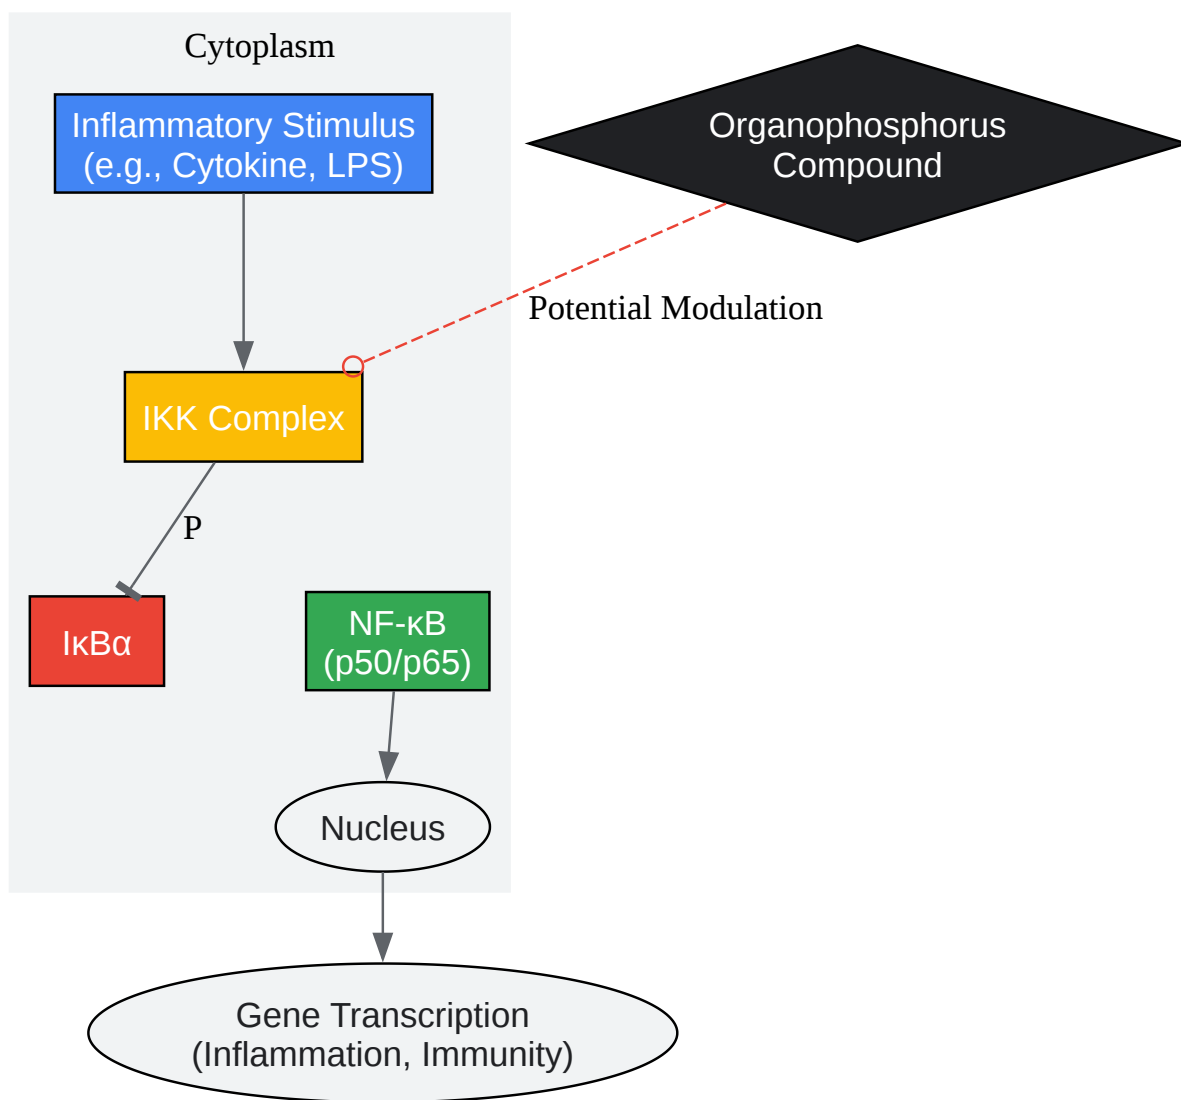 Cytoplasm
Inflammatory Stimulus
(e.g., Cytokine, LPS)
Organophosphorus
Compound
Potential Modulation
IKK Complex
P
IκBα
NF-κB
(p50/p65)
Nucleus
Gene Transcription
(Inflammation, Immunity)